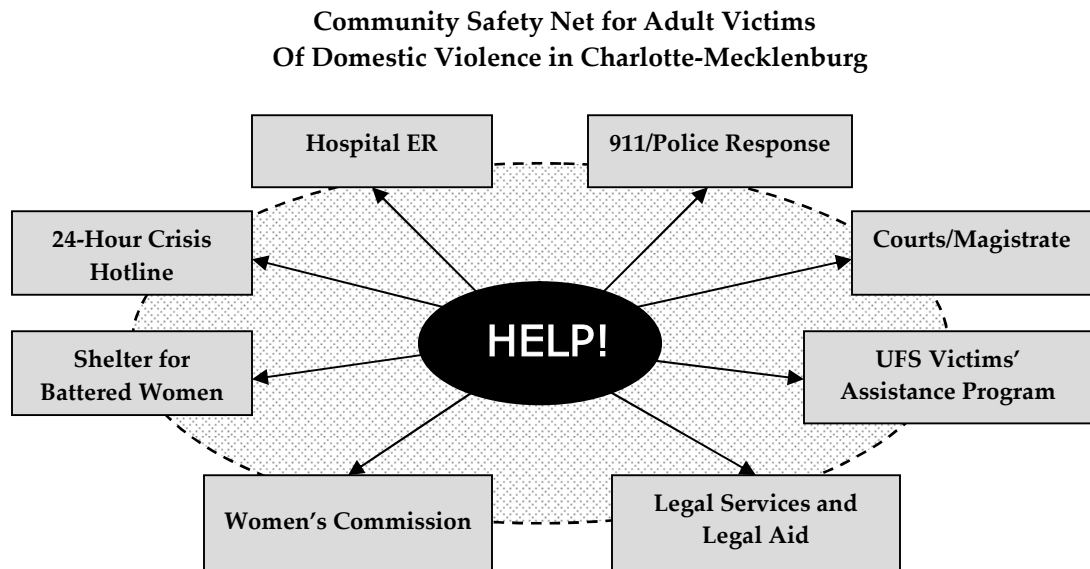 Community Safety Net for Adult Victims
Of Domestic Violence in Charlotte-Mecklenburg
Hospital ER
911/Police Response
24-Hour Crisis
Hotline
Courts/Magistrate
HELP!
Shelter for
Battered Women
UFS Victims’
Assistance Program
Women’s Commission
Legal Services and
Legal Aid